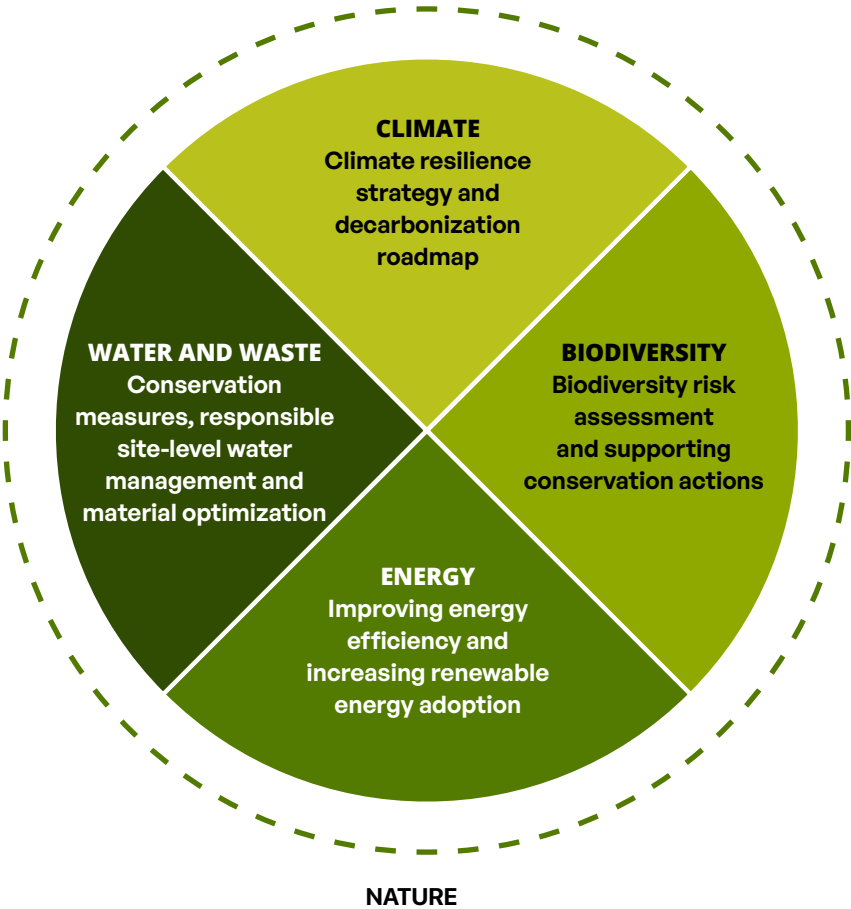 CLIMATE
Climate resilience
strategy and
decarbonization
roadmap
WATER AND WASTE
Conservation
measures, responsible
site-level water
management and
material optimization
BIODIVERSITY
Biodiversity risk
assessment
and supporting
conservation actions
ENERGY
Improving energy
efficiency and
increasing renewable
energy adoption
NATURE